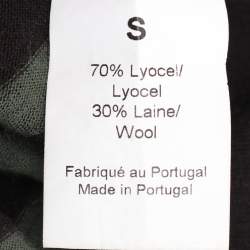 S
70% Lyocel/
Lyocel
30% Laine/
Wool
Fabriqué au Portugal
Made in Portugal